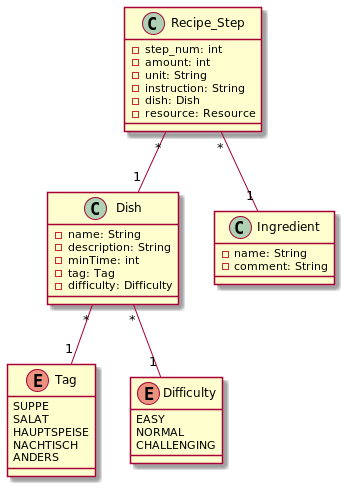 C Recipe_Step
step_num: int
amount: int
unit: String
instruction: String
dish: Dish
resource: Resource
* *
1 1
C Dish
name: String
description: String
minTime: int
tag: Tag
difficulty: Difficulty
C Ingredient
name: String
comment: String
* *
1 1
E Tag
SUPPE
SALAT
HAUPTSPEISE
NACHTISCH
ANDERS
E Difficulty
EASY
NORMAL
CHALLENGING